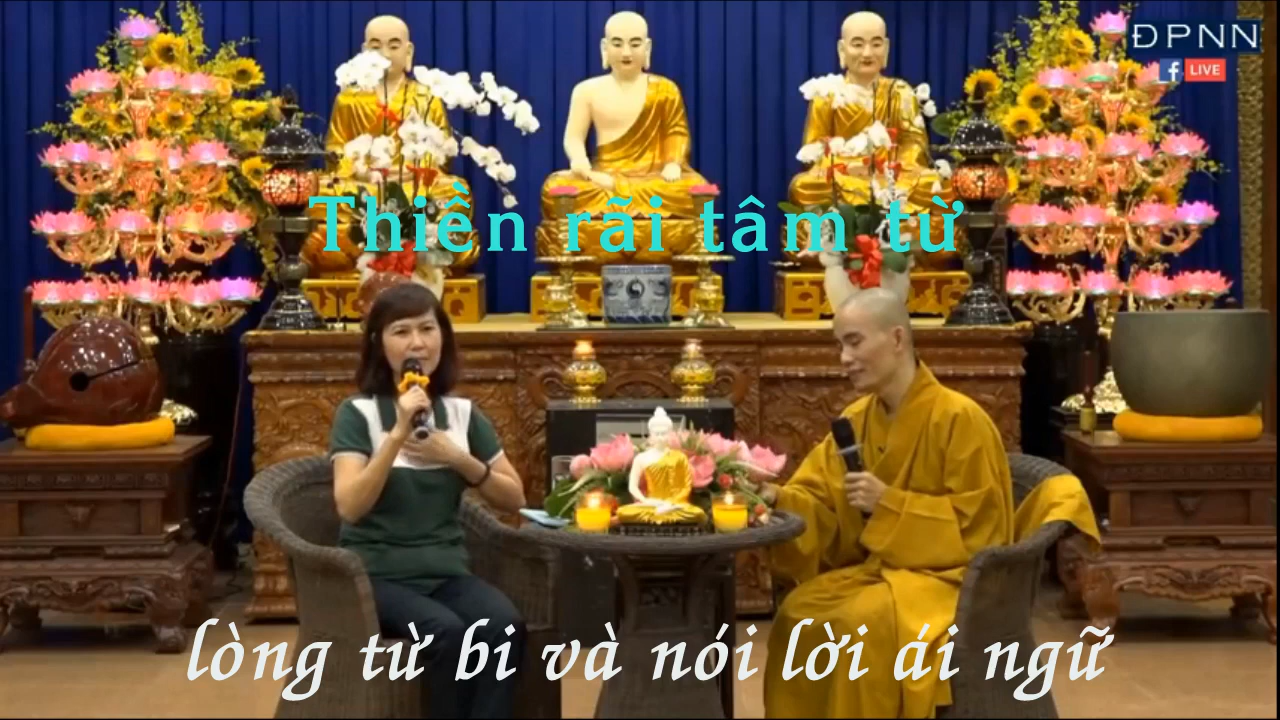 ĐPNN
f LIVE
Thiền rãi tâm từ
lòng từ bi và nói lời ái ngữ